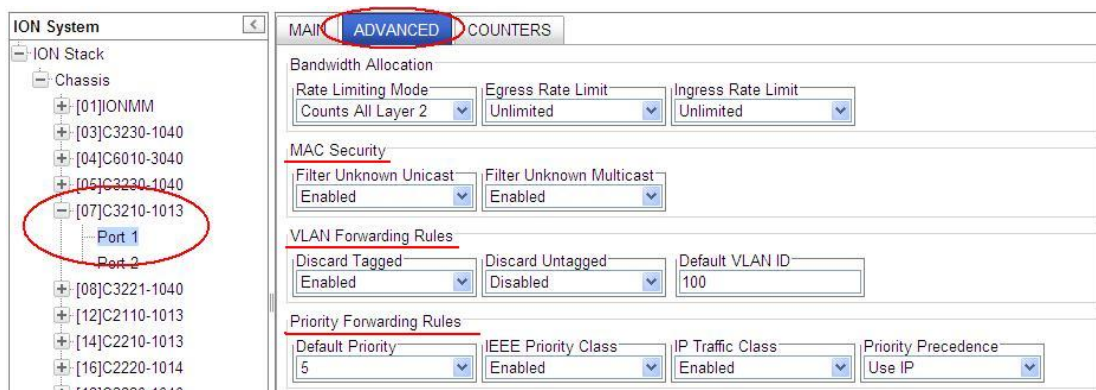 ION System
ION Stack
Chassis
[01]IONMM
[03]C3230-1040
[04]C6010-3040
[05]C3230-1040
[07]C3210-1013
Port 1
Port 2
[08]C3221-1040
[12]C2110-1013
[14]C2210-1013
[16]C2220-1014
MAIN ADVANCED COUNTERS
Bandwidth Allocation
Rate Limiting Mode Egress Rate Limit Ingress Rate Limit
Counts All Layer 2 Unlimited Unlimited
MAC Security
Filter Unknown Unicast Filter Unknown Multicast
Enabled Enabled
VLAN Forwarding Rules
Discard Tagged Discard Untagged Default VLAN ID
Enabled Disabled 100
Priority Forwarding Rules
Default Priority IEEE Priority Class IP Traffic Class Priority Precedence
5 Enabled Enabled Use IP